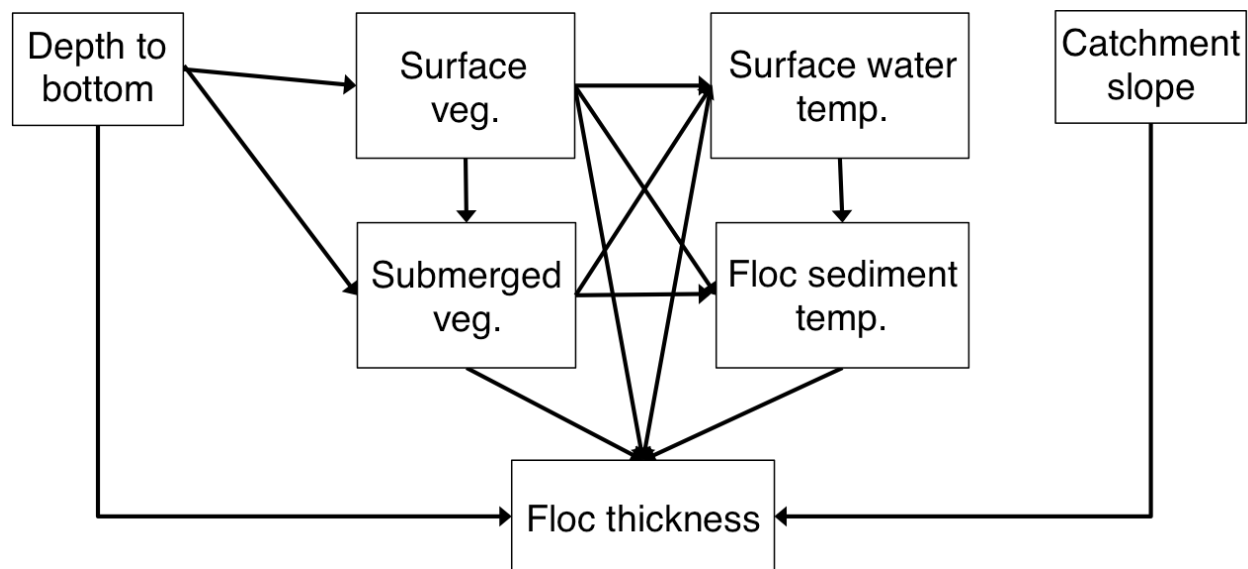 Depth to
bottom
Surface
veg.
Surface water
temp.
Catchment
slope
Submerged
veg.
Floc sediment
temp.
Floc thickness